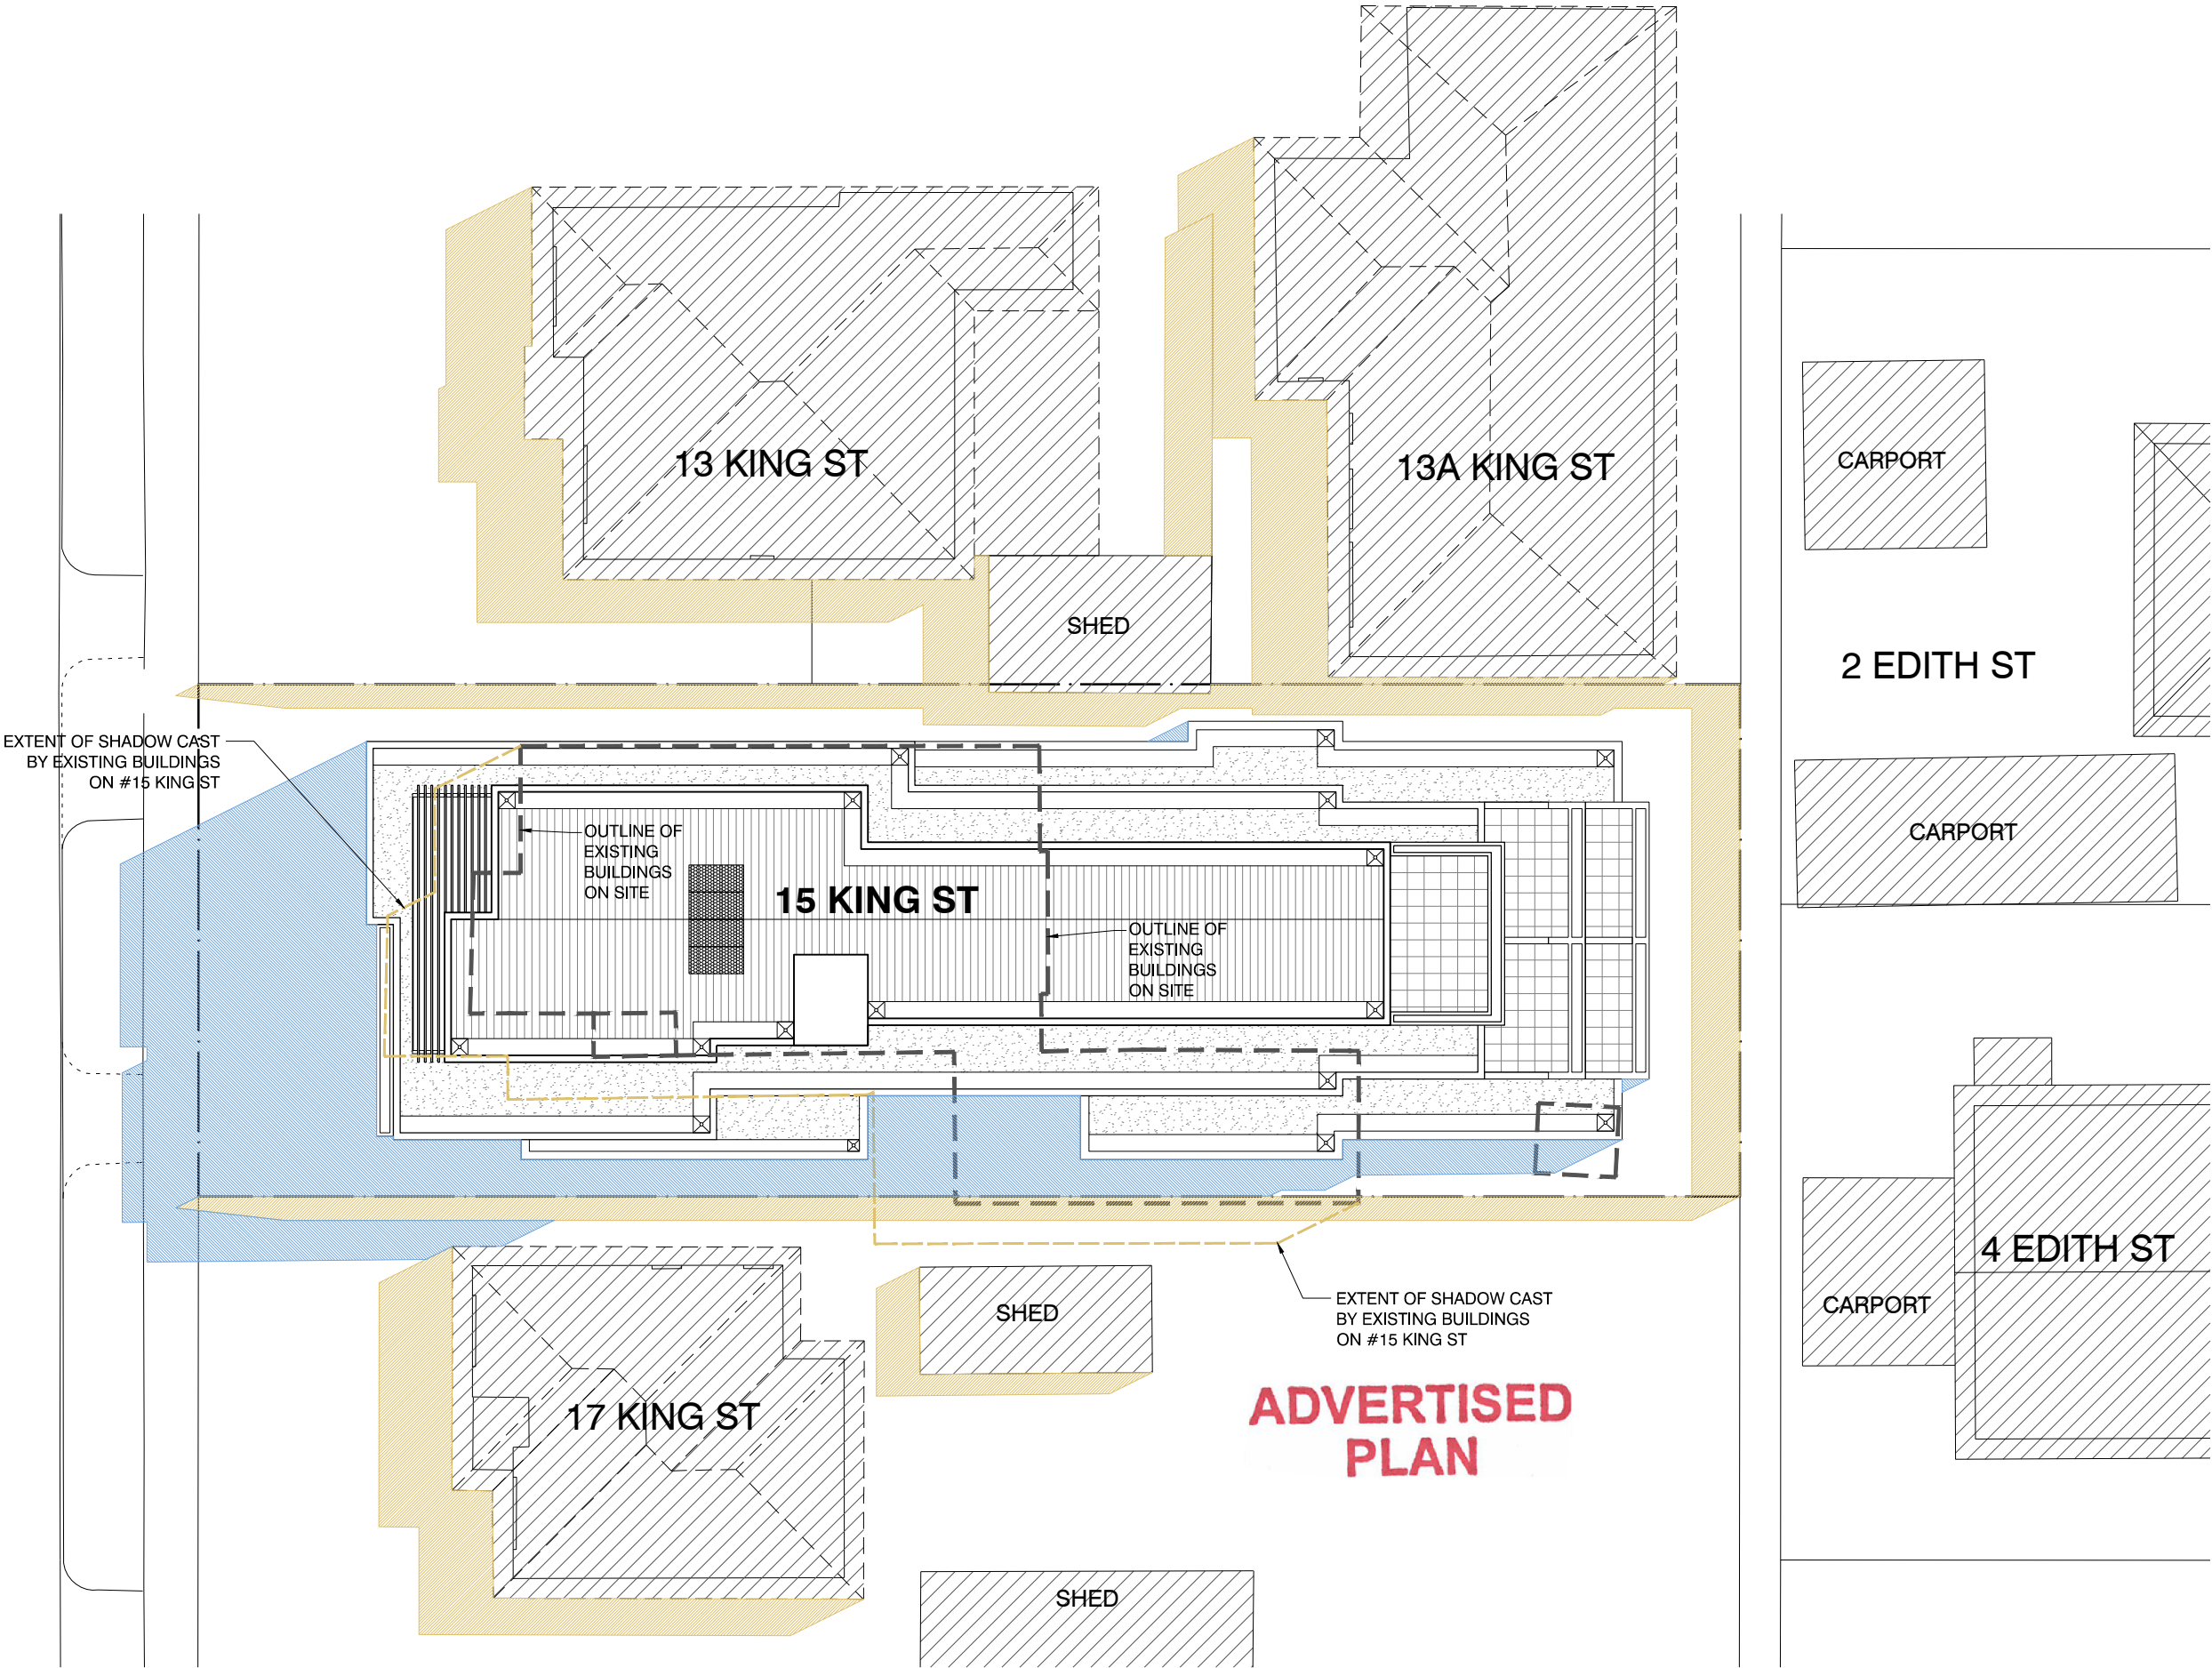 13 KING ST
13A KING ST
CARPORT
SHED
2 EDITH ST
EXTENT OF SHADOW CAST
BY EXISTING BUILDINGS
ON #15 KING ST
OUTLINE OF
EXISTING
BUILDINGS
ON SITE
15 KING ST
OUTLINE OF
EXISTING
BUILDINGS
ON SITE
CARPORT
4 EDITH ST
CARPORT
SHED
EXTENT OF SHADOW CAST
BY EXISTING BUILDINGS
ON #15 KING ST
17 KING ST
ADVERTISED
PLAN
SHED